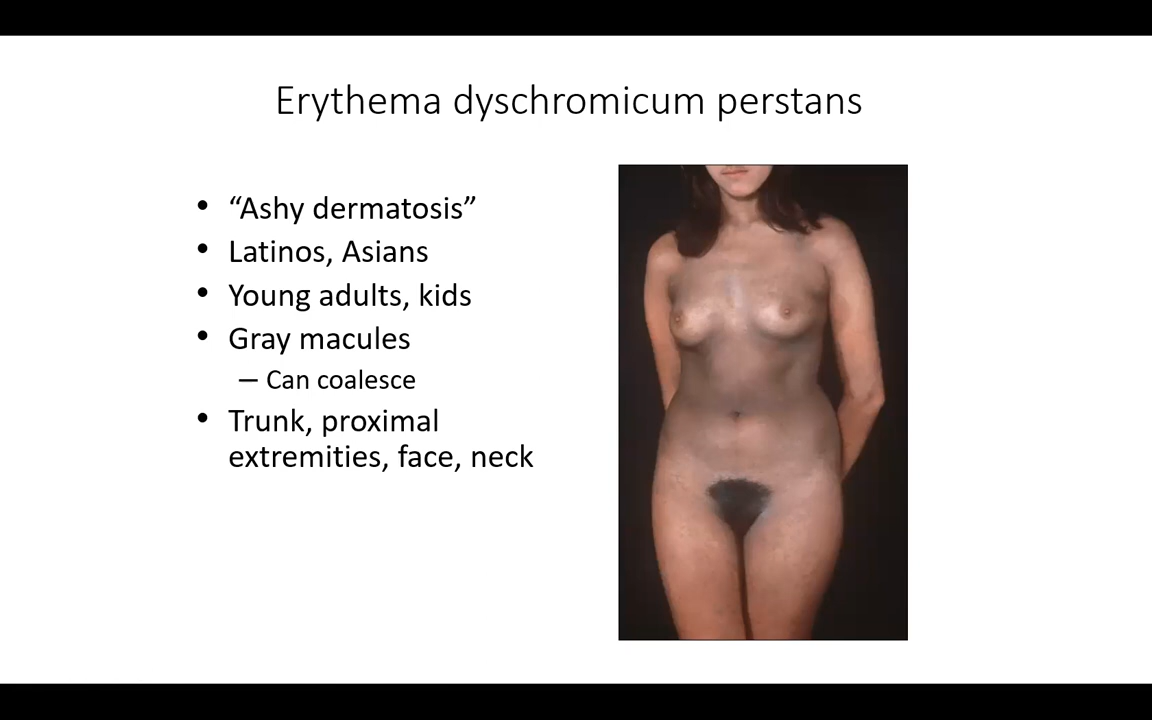 Erythema dyschromicum perstans
• “Ashy dermatosis”
• Latinos, Asians
• Young adults, kids
• Gray macules
– Can coalesce
• Trunk, proximal
extremities, face, neck